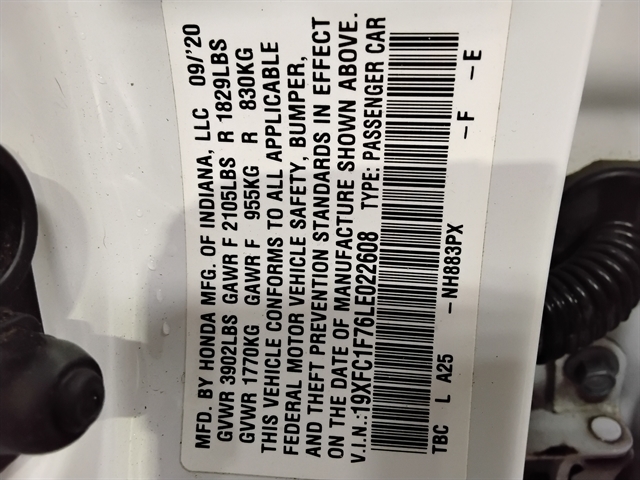 MFD. BY HONDA MFG. OF INDIANA, LLC 09/'20
GVWR 3902LBS GAWR F 2105LBS R 1829LBS
GVWR 1770KG GAWR F 955KG R 830KG
THIS VEHICLE CONFORMS TO ALL APPLICABLE
FEDERAL MOTOR VEHICLE SAFETY, BUMPER,
AND THEFT PREVENTION STANDARDS IN EFFECT
ON THE DATE OF MANUFACTURE SHOWN ABOVE.
V.I.N.:19XFC1F76LE022608 TYPE: PASSENGER CAR
TBC L A25 -NH883PX -F -E